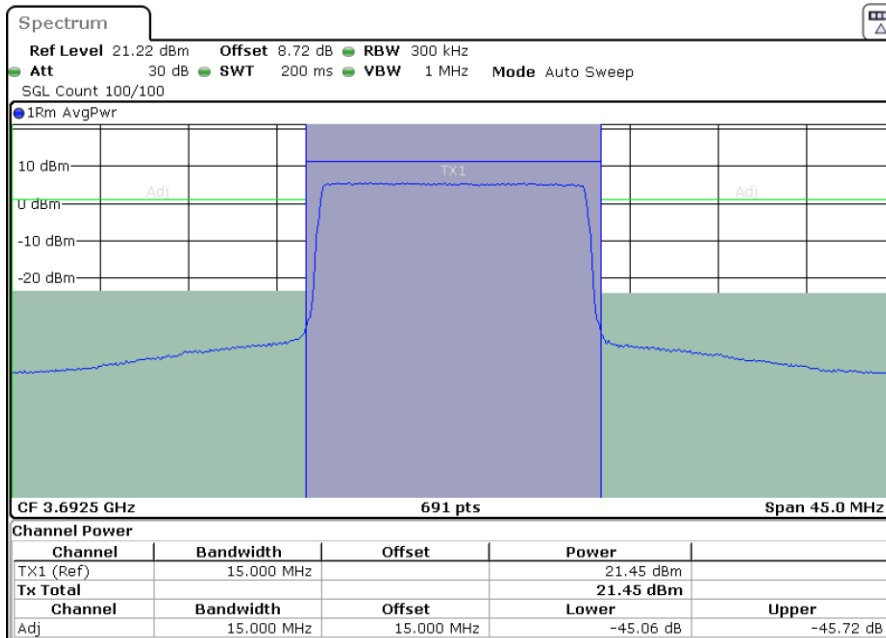 Spectrum
Ref Level 21.22 dBm Offset 8.72 dB RBW 300 kHz
Att 30 dB SWT 200 ms VBW 1 MHz Mode Auto Sweep
SGL Count 100/100
1Rm AvgPwr
10 dBm
TX1
Adj Adj
0 dBm
-10 dBm
-20 dBm
CF 3.6925 GHz 691 pts Span 45.0 MHz
Channel Power
Channel Bandwidth Offset Power
TX1 (Ref) 15.000 MHz 21.45 dBm
Tx Total 21.45 dBm
Channel Bandwidth Offset Lower Upper
Adj 15.000 MHz 15.000 MHz -45.06 dB -45.72 dB